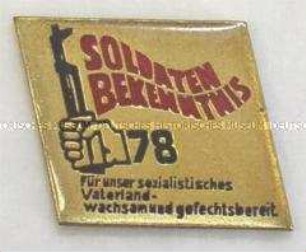 SOLDATEN
BEKENNTNIS
78
Für unser sozialistisches
Vaterland-
wachsam und gefechtsbereit